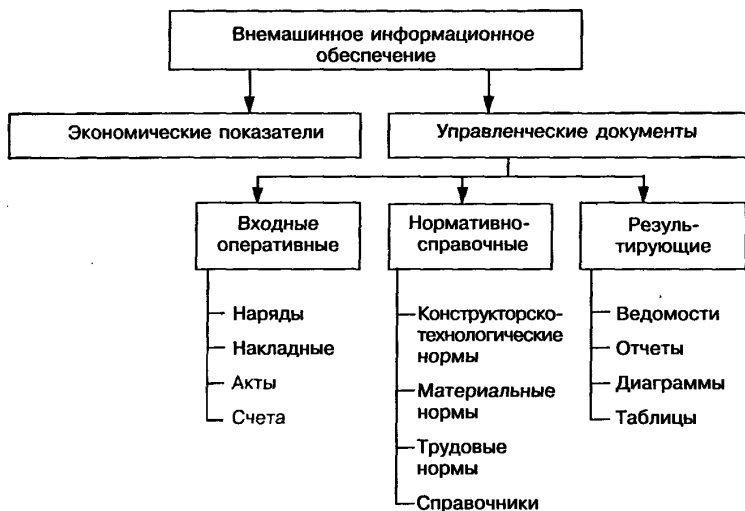 Внемашинное информационное
обеспечение
Экономические показатели
Управленческие документы
Входные
оперативные
Наряды
Накладные
Акты
Счета
Нормативно-
справочные
Конструкторско-
технологические
нормы
Материальные
нормы
Трудовые
нормы
Справочники
Резуль-
тирующие
Ведомости
Отчеты
Диаграммы
Таблицы